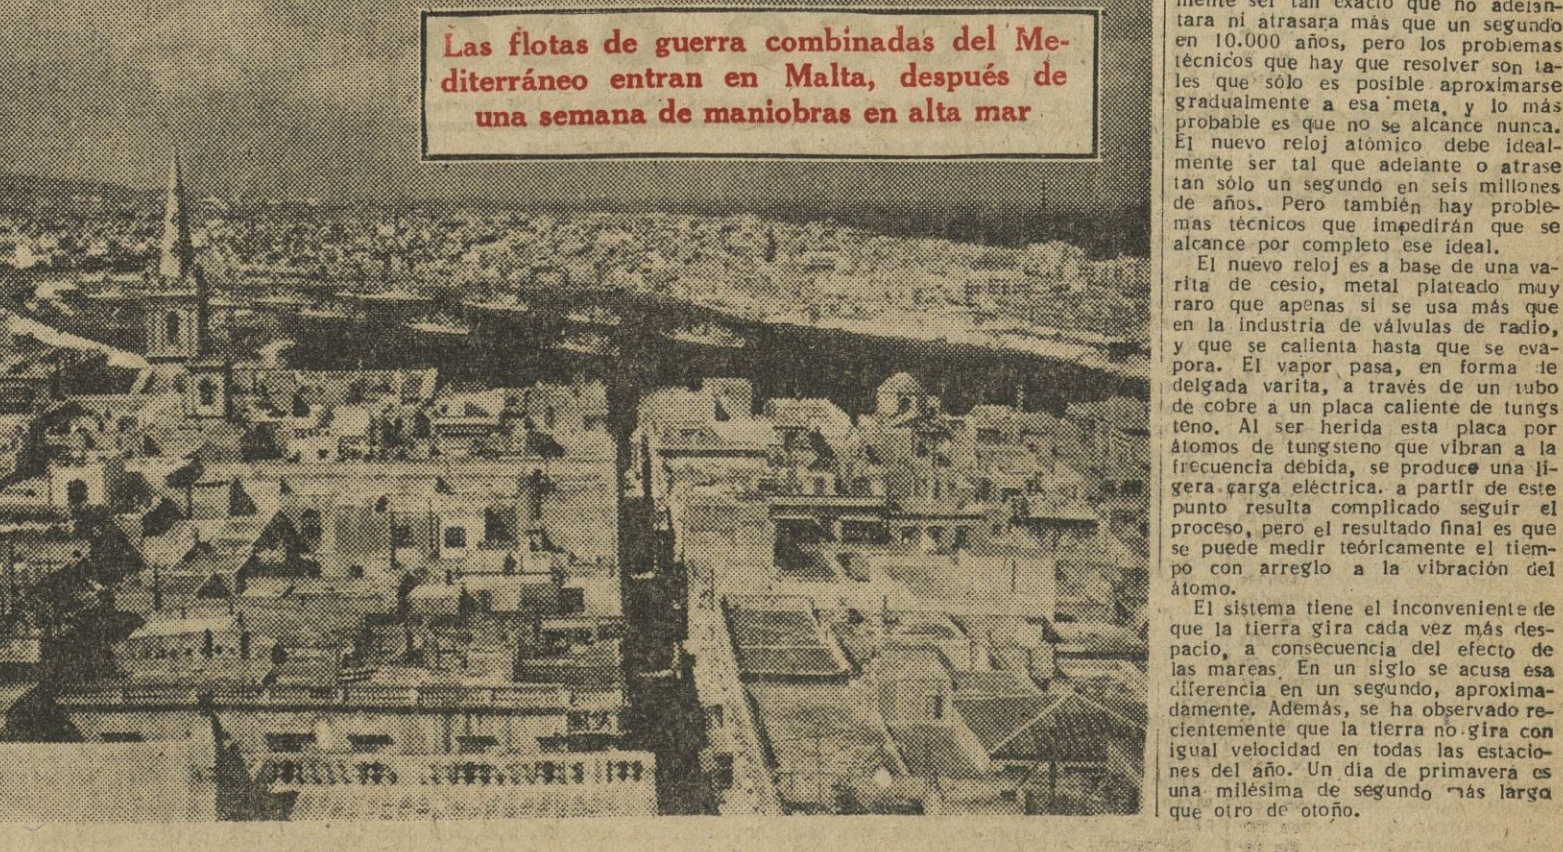 Las flotas de guerra combinadas del Me-
diterráneo entran en Malta, después de
una semana de maniobras en alta mar
mente ser tan exacto que no adelan-
tara ni atrasara más que un segundo
en 10.000 años, pero los problemas
técnicos que hay que resolver son ta-
les que sólo es posible aproximarse
gradualmente a esa meta, y lo más
probable es que no se alcance nunca.
El nuevo reloj atómico debe ideal-
mente ser tal que adelante o atrase
tan sólo un segundo en seis millones
de años. Pero también hay proble-
mas técnicos que impedirán que se
alcance por completo ese ideal.
El nuevo reloj es a base de una va-
rita de cesio, metal plateado muy
raro que apenas si se usa más que
en la industria de válvulas de radio,
y que se calienta hasta que se eva-
pora. El vapor pasa, en forma de
delgada varita, a través de un tubo
de cobre a un placa caliente de tungs
teno. Al ser herida esta placa por
átomos de tungsteno que vibran a la
frecuencia debida, se produce una li-
gera carga eléctrica. a partir de este
punto resulta complicado seguir el
proceso, pero el resultado final es que
se puede medir teóricamente el tiem-
po con arreglo a la vibración del
átomo.
El sistema tiene el inconveniente de
que la tierra gira cada vez más des-
pacio, a consecuencia del efecto de
las mareas. En un siglo se acusa esa
diferencia en un segundo, aproxima-
damente. Además, se ha observado re-
cientemente que la tierra no gira con
igual velocidad en todas las estacio-
nes del año. Un día de primavera es
una milésima de segundo más largo
que otro de otoño.